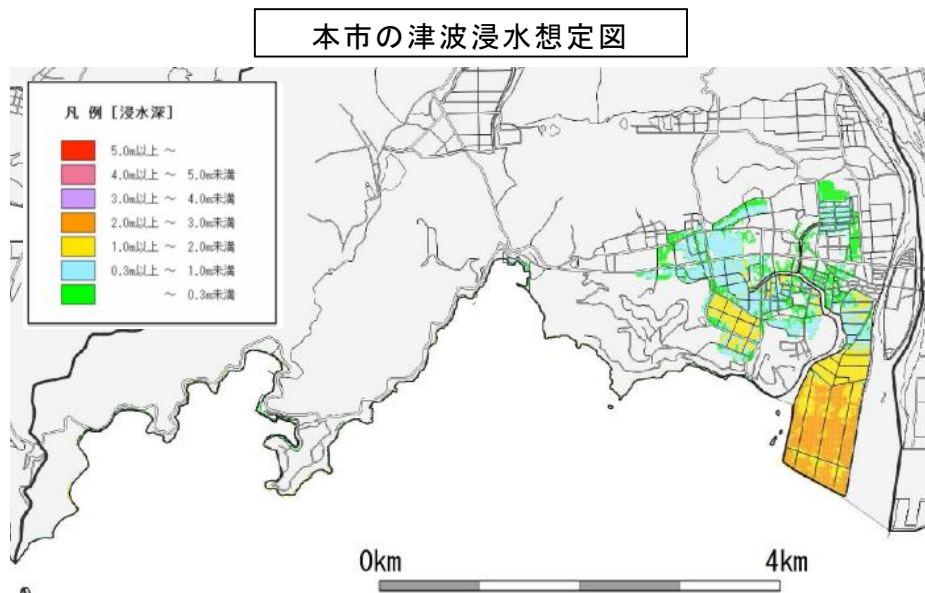 本市の津波浸水想定図
凡 例 [浸水深]
5.0m以上 ～
4.0m以上 ～ 5.0m未満
3.0m以上 ～ 4.0m未満
2.0m以上 ～ 3.0m未満
1.0m以上 ～ 2.0m未満
0.3m以上 ～ 1.0m未満
～ 0.3m未満
0km 4km